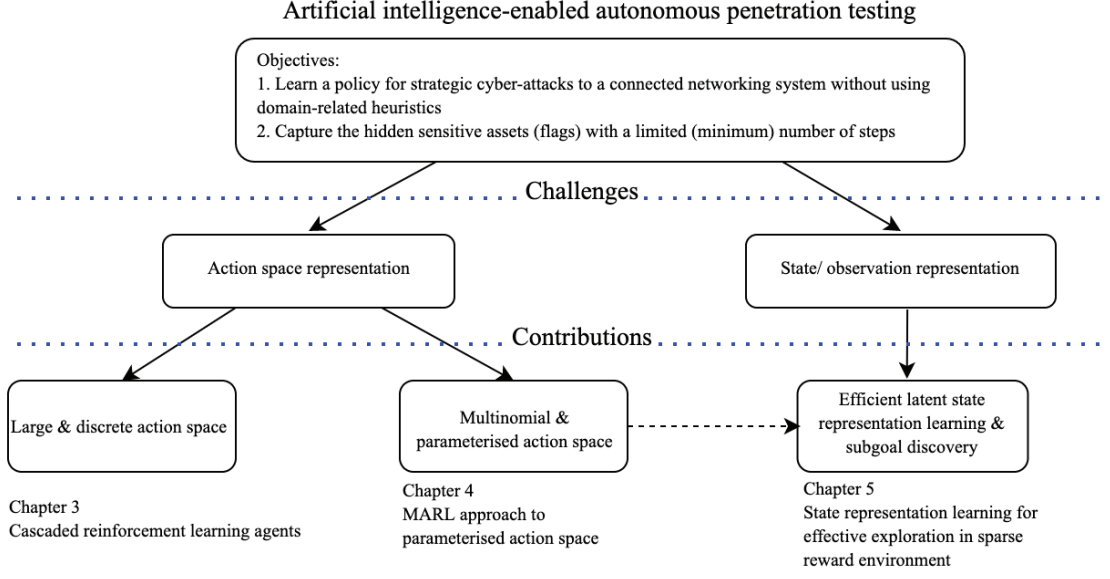 Artificial intelligence-enabled autonomous penetration testing
Objectives:
1. Learn a policy for strategic cyber-attacks to a connected networking system without using
domain-related heuristics
2. Capture the hidden sensitive assets (flags) with a limited (minimum) number of steps
Challenges
Action space representation
State/ observation representation
Contributions
Large & discrete action space
Multinomial &
parameterised action space
Efficient latent state
representation learning &
subgoal discovery
Chapter 3
Cascaded reinforcement learning agents
Chapter 4
MARL approach to
parameterised action space
Chapter 5
State representation learning for
effective exploration in sparse
reward environment